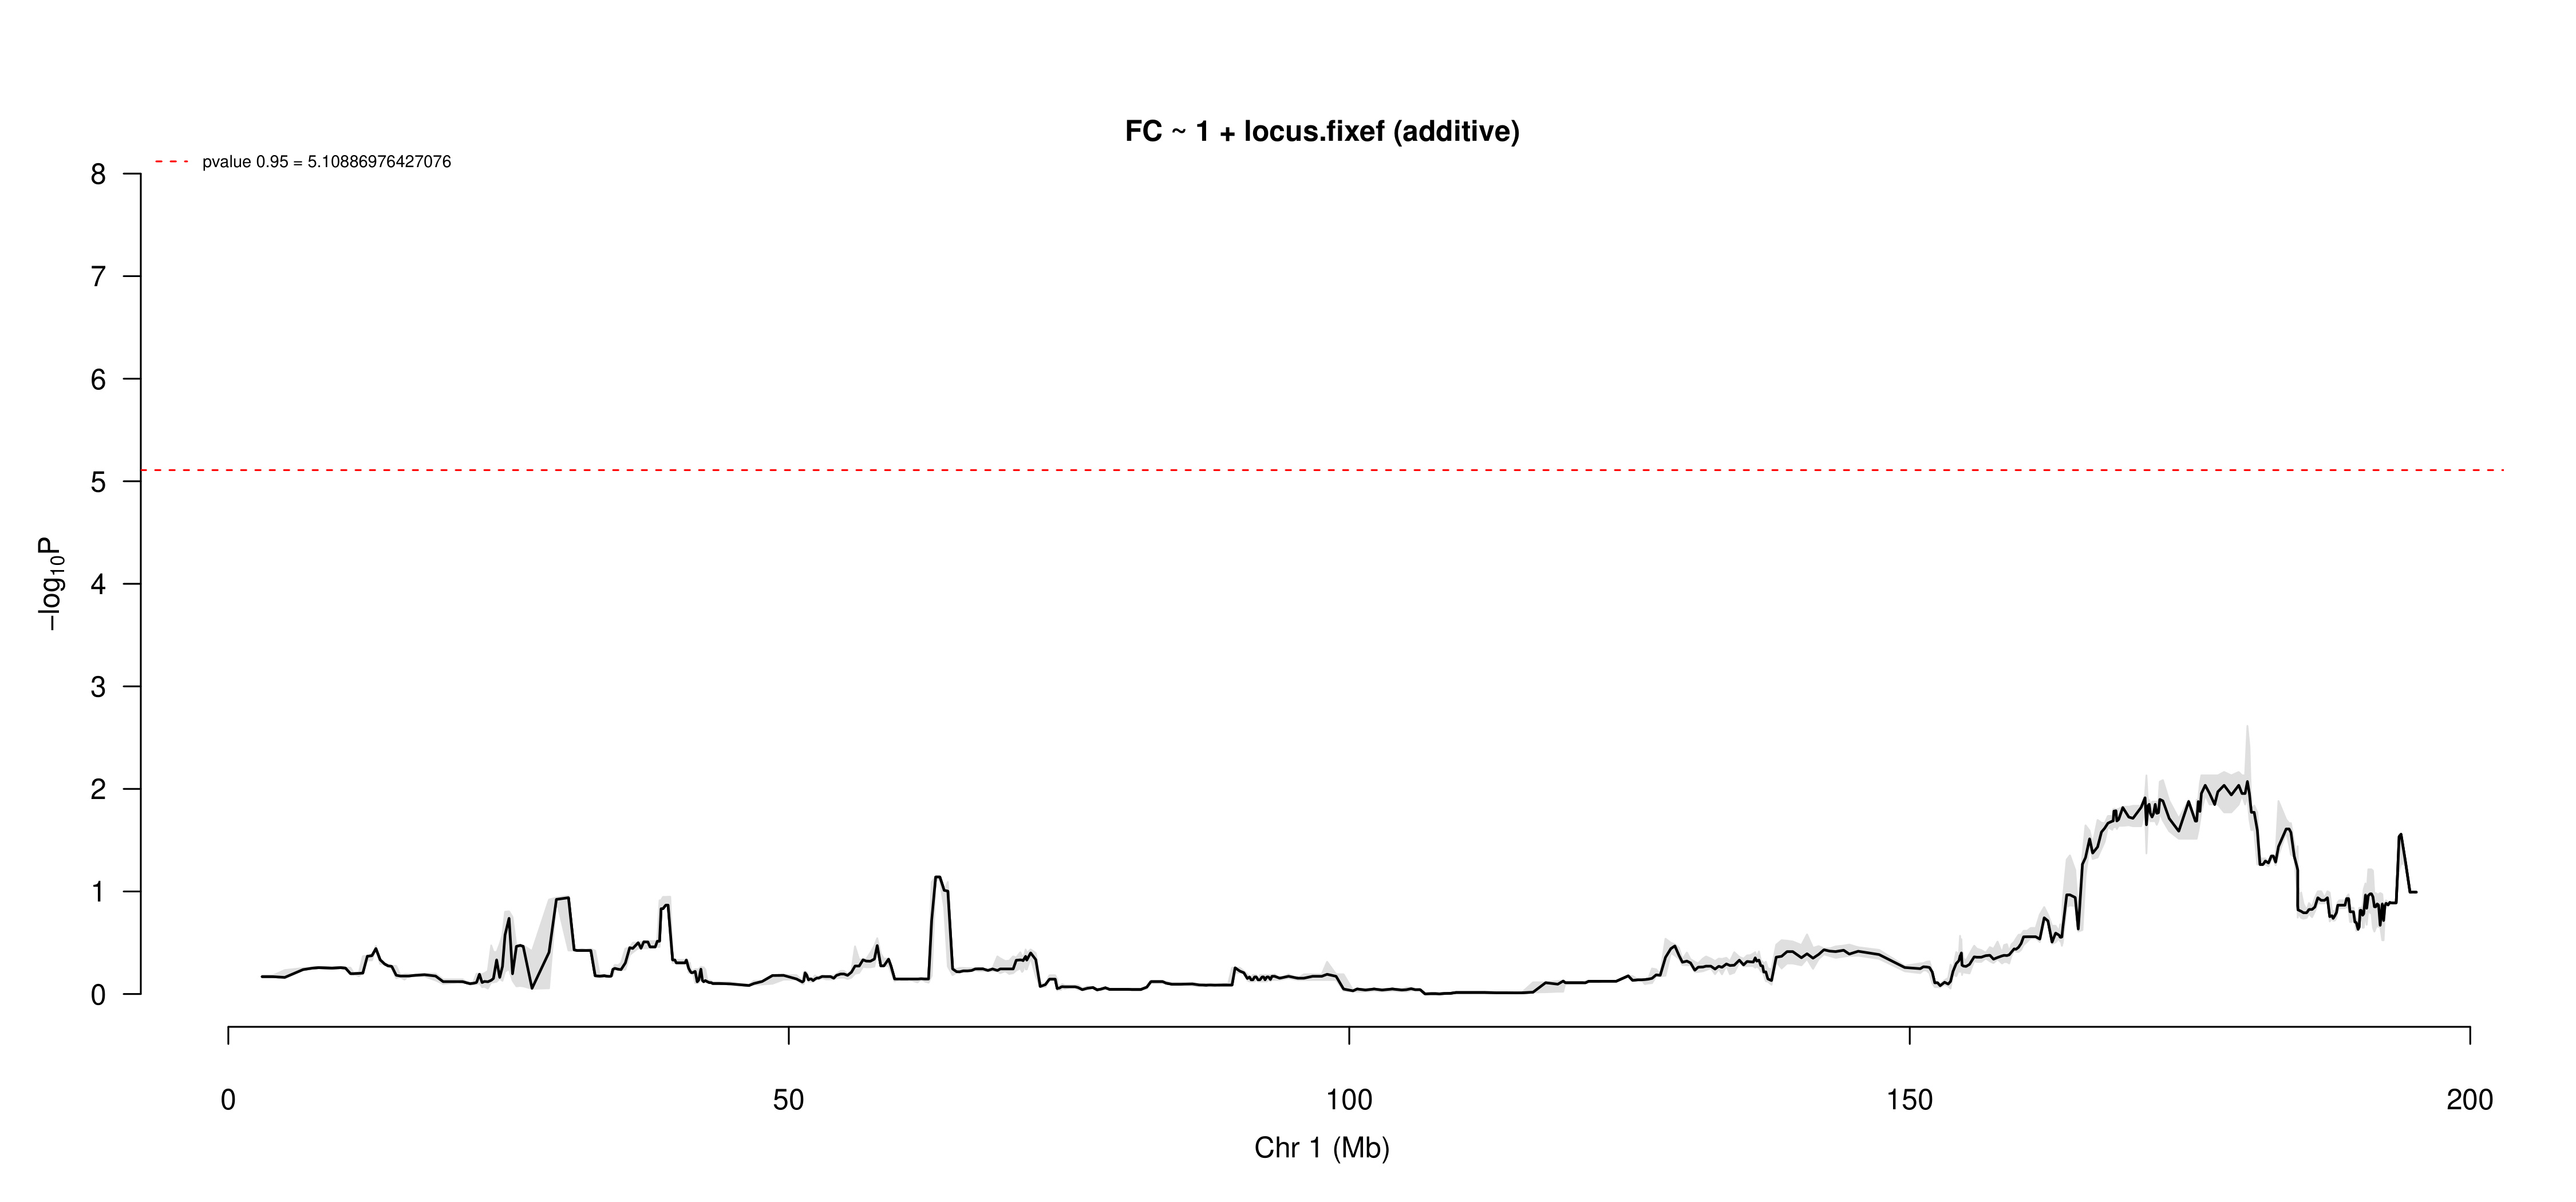 FC ~ 1 + locus.fixef (additive)
pvalue 0.95 = 5.10886976427076
8
7
6
5
4
3
2
1
0
−log10P
0 50 100 150 200
Chr 1 (Mb)